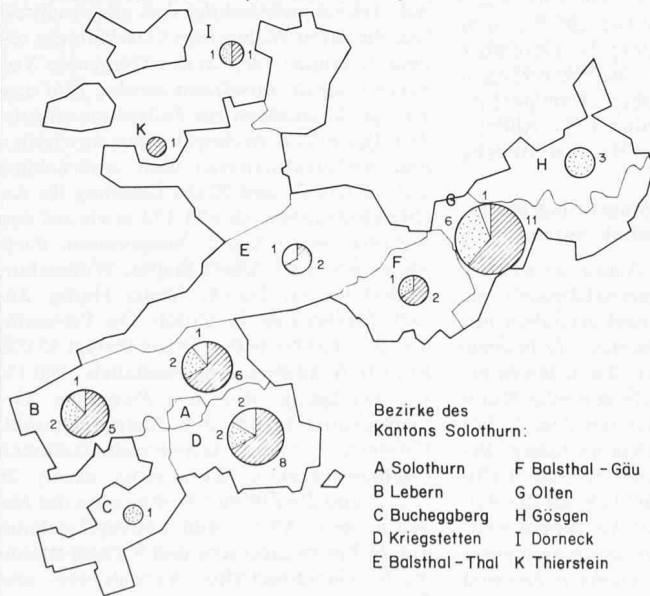 I
1 1
K
1
H
3
G
1
6
11
E
2
F
1
2
1
2
6
B
1
2
5
A
D
2
2
8
C
1
Bezirke des
Kantons Solothurn:
A Solothurn F Balsthal-Gäu
B Lebern G Olten
C Bucheggberg H Gösgen
D Kriegstetten I Dorneck
E Balsthal-Thal K Thierstein